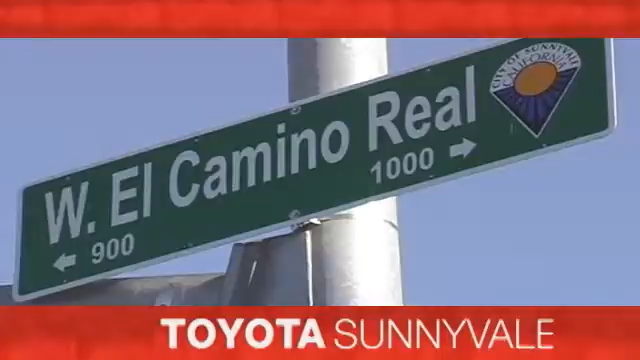 W. El Camino Real
CITY OF SUNNYVALE
CALIFORNIA
← 900
1000 →
TOYOTA SUNNYVALE